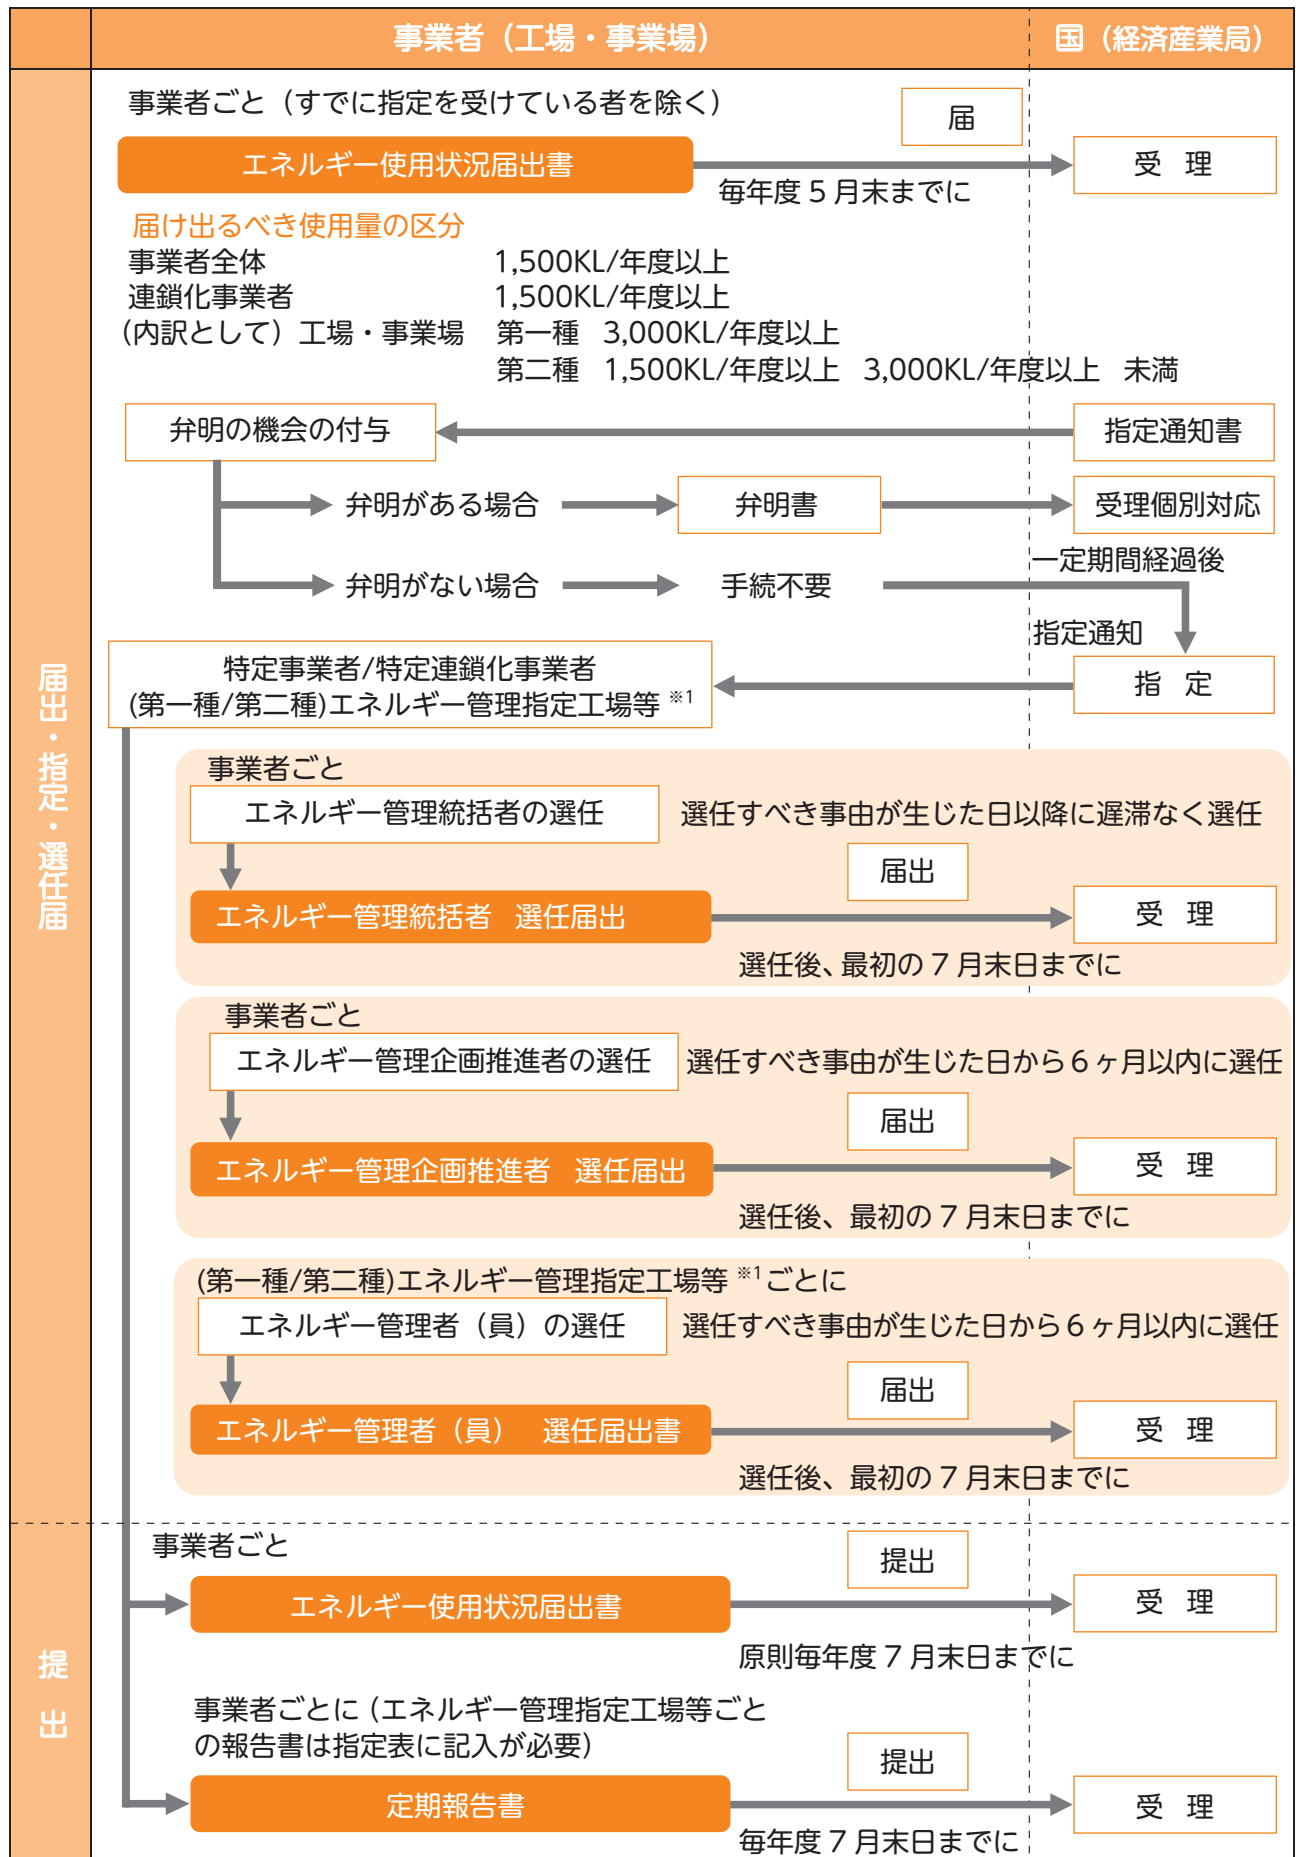 事業者（工場・事業場）
国（経済産業局）
届出・指定・選任届
事業者ごと（すでに指定を受けている者を除く）
届
エネルギー使用状況届出書
受 理
毎年度 5 月末までに
届け出るべき使用量の区分
事業者全体 1,500KL/年度以上
連鎖化事業者 1,500KL/年度以上
(内訳として）工場・事業場 第一種 3,000KL/年度以上
第二種 1,500KL/年度以上 3,000KL/年度以上 未満
弁明の機会の付与
指定通知書
弁明がある場合
弁明書
受理個別対応
一定期間経過後
弁明がない場合
手続不要
指定通知
特定事業者/特定連鎖化事業者
(第一種/第二種)エネルギー管理指定工場等 ※1
指 定
事業者ごと
エネルギー管理統括者の選任
選任すべき事由が生じた日以降に遅滞なく選任
届出
エネルギー管理統括者 選任届出
受 理
選任後、最初の 7 月末日までに
事業者ごと
エネルギー管理企画推進者の選任
選任すべき事由が生じた日から６ヶ月以内に選任
届出
エネルギー管理企画推進者 選任届出
受 理
選任後、最初の 7 月末日までに
(第一種/第二種)エネルギー管理指定工場等 ※1 ごとに
エネルギー管理者（員）の選任
選任すべき事由が生じた日から６ヶ月以内に選任
届出
エネルギー管理者（員） 選任届出書
受 理
選任後、最初の 7 月末日までに
提出
事業者ごと
提出
エネルギー使用状況届出書
受 理
原則毎年度 7 月末日までに
事業者ごとに（エネルギー管理指定工場等ごと
の報告書は指定表に記入が必要）
提出
定期報告書
受 理
毎年度 7 月末日までに